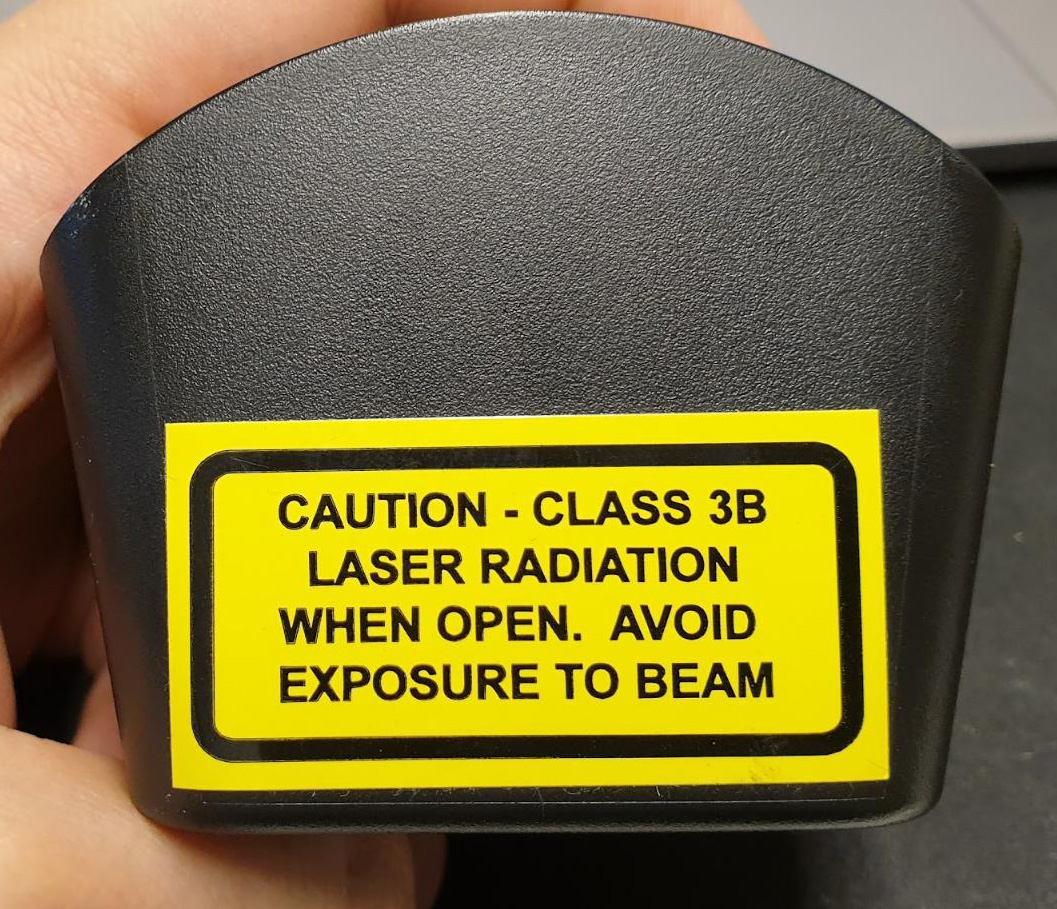 CAUTION - CLASS 3B
LASER RADIATION
WHEN OPEN. AVOID
EXPOSURE TO BEAM